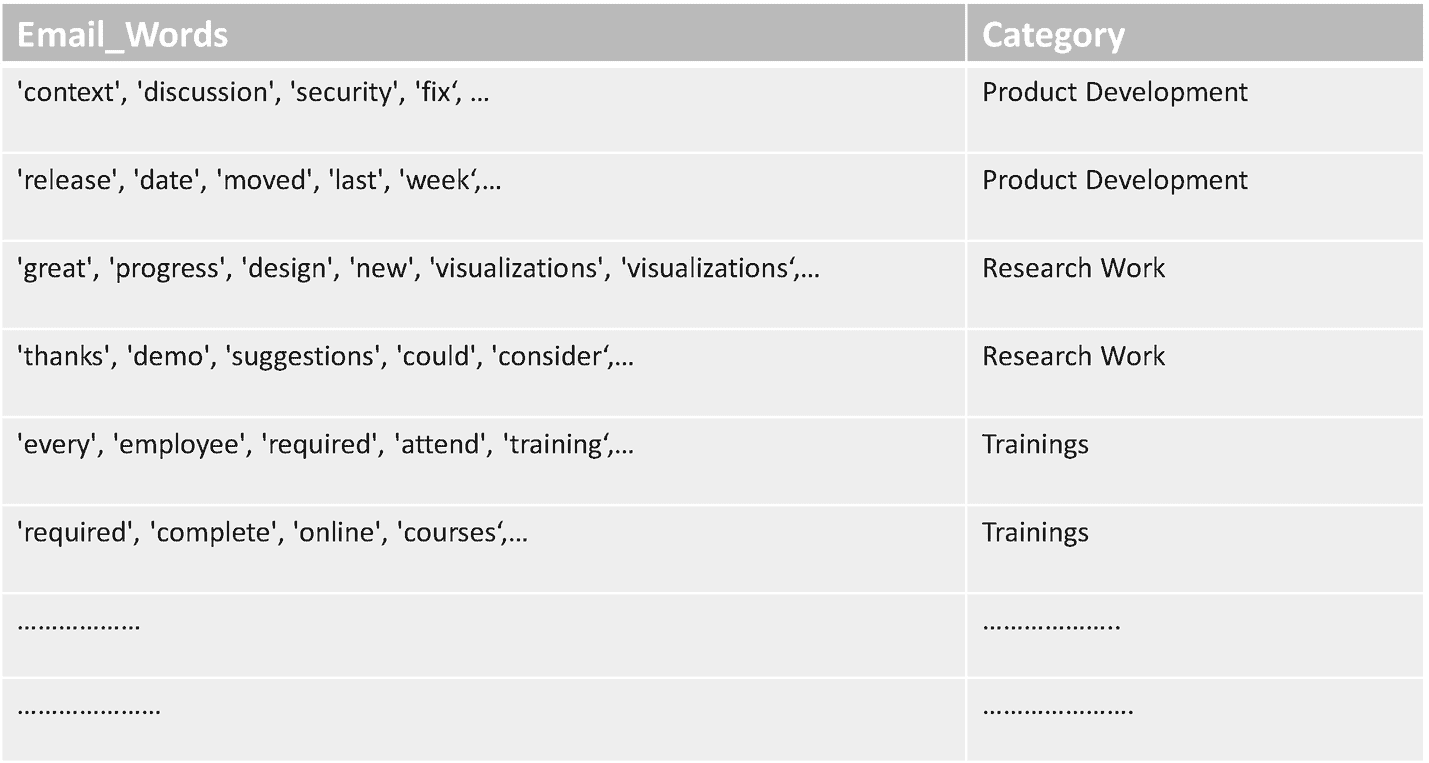 Email_Words Category
'context', 'discussion', 'security', 'fix‘, ... Product Development
'release', 'date', 'moved', 'last', 'week‘,... Product Development
'great', 'progress', 'design', 'new', 'visualizations', 'visualizations‘,... Research Work
'thanks', 'demo', 'suggestions', 'could', 'consider‘,... Research Work
'every', 'employee', 'required', 'attend', 'training‘,... Trainings
'required', 'complete', 'online', 'courses‘,... Trainings
.................. ....................
..................... ......................